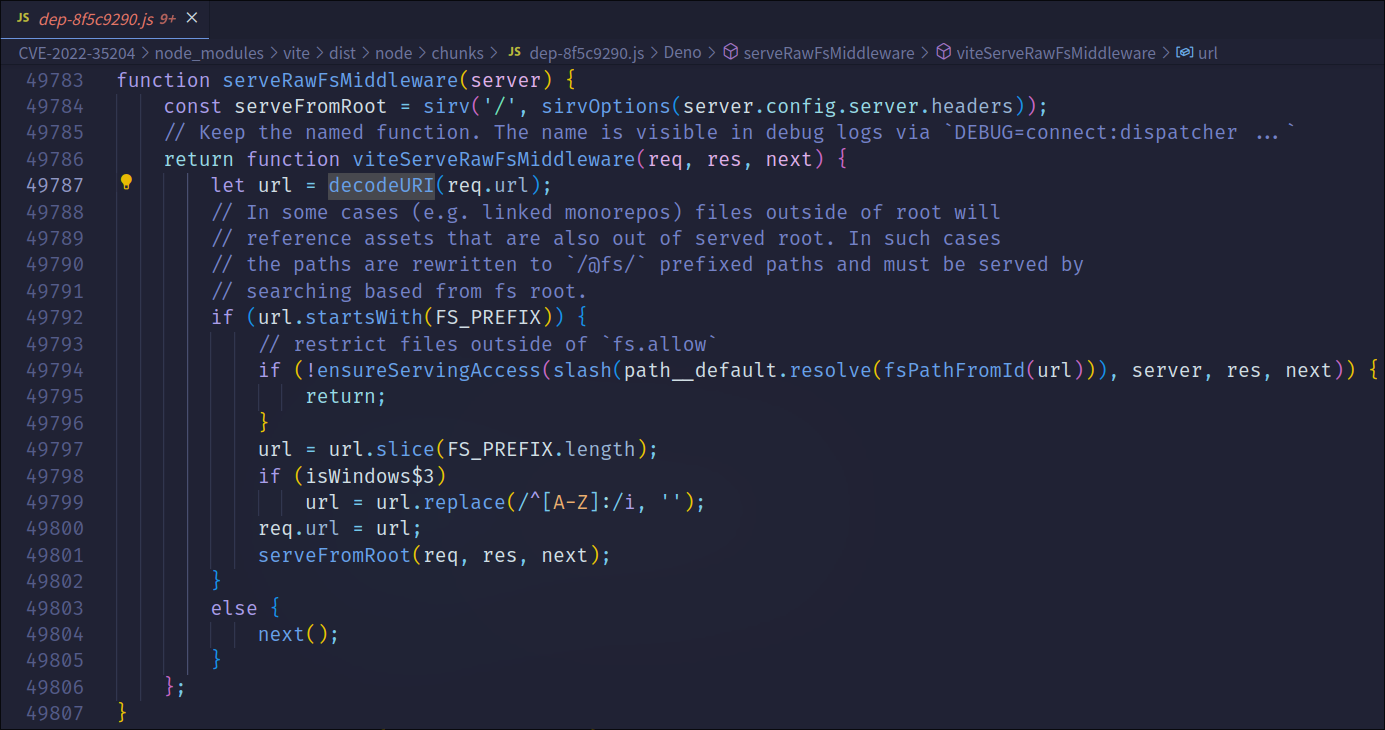 JS dep-8f5c9290.js 9+ ✕
CVE-2022-35204 > node_modules > vite > dist > node > chunks > JS dep-8f5c9290.js > Deno > serveRawFsMiddleware > viteServeRawFsMiddleware > url
49783 function serveRawFsMiddleware(server) {
49784     const serveFromRoot = sirv('/', sirvOptions(server.config.server.headers));
49785     // Keep the named function. The name is visible in debug logs via `DEBUG=connect:dispatcher ...`
49786     return function viteServeRawFsMiddleware(req, res, next) {
49787         let url = decodeURI(req.url);
49788         // In some cases (e.g. linked monorepos) files outside of root will
49789         // reference assets that are also out of served root. In such cases
49790         // the paths are rewritten to `/@fs/` prefixed paths and must be served by
49791         // searching based from fs root.
49792         if (url.startsWith(FS_PREFIX)) {
49793             // restrict files outside of `fs.allow`
49794             if (!ensureServingAccess(slash(path__default.resolve(fsPathFromId(url))), server, res, next)) {
49795                 return;
49796             }
49797             url = url.slice(FS_PREFIX.length);
49798             if (isWindows$3)
49799                 url = url.replace(/^[A-Z]:/i, '');
49800             req.url = url;
49801             serveFromRoot(req, res, next);
49802         }
49803         else {
49804             next();
49805         }
49806     };
49807 }